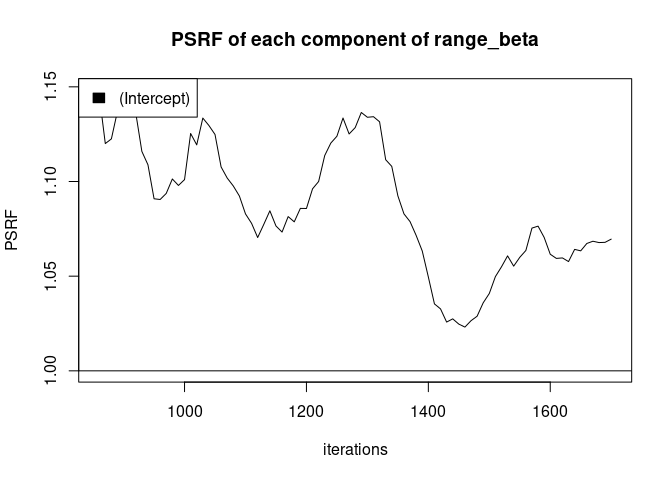 PSRF of each component of range_beta
(Intercept)
PSRF
1.15
1.10
1.05
1.00
1000 1200 1400 1600
iterations